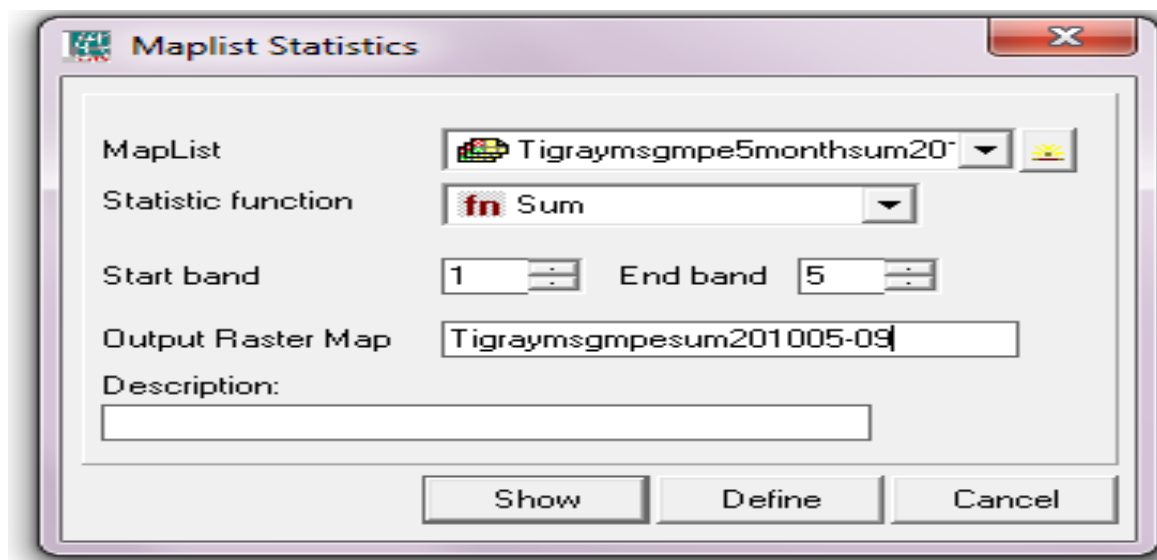 Maplist Statistics
MapList Tigraymsgmpe5monthsum201
Statistic function fn Sum
Start band 1 End band 5
Output Raster Map Tigraymsgmpesum201005-09
Description:
Show Define Cancel